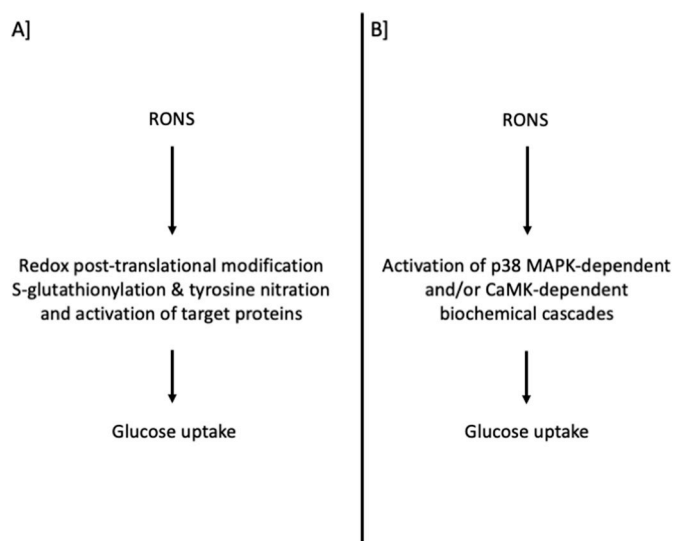 A]
RONS
Redox post-translational modification
S-glutathionylation & tyrosine nitration
and activation of target proteins
Glucose uptake
B]
RONS
Activation of p38 MAPK-dependent
and/or CaMK-dependent
biochemical cascades
Glucose uptake